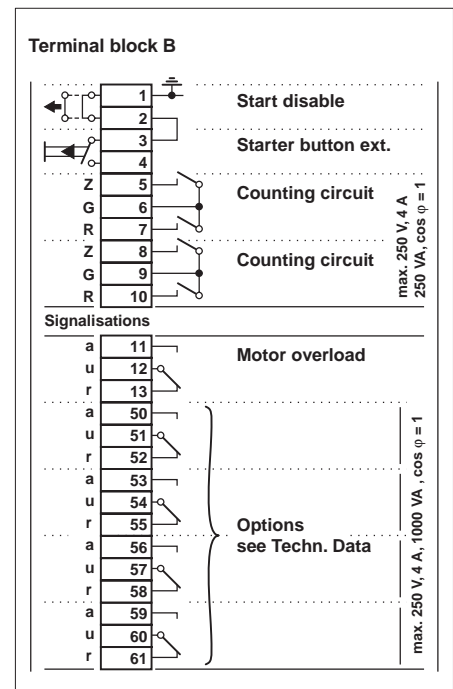 Terminal block B
1 Start disable
2
3 Starter button ext.
4
Z 5 Counting circuit
G 6
R 7
Z 8 Counting circuit
G 9
R 10
max. 250 V, 4 A
250 VA, cos φ = 1
Signalisations
a 11 Motor overload
u 12
r 13
a 50
u 51
r 52
a 53
u 54
r 55
Options
see Techn. Data
a 56
u 57
r 58
a 59
u 60
r 61
max. 250 V, 4 A, 1000 VA , cos φ = 1